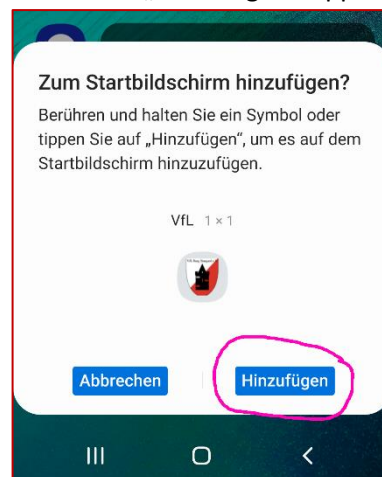 Zum Startbildschirm hinzufügen?
Berühren und halten Sie ein Symbol oder
tippen Sie auf „Hinzufügen", um es auf dem
Startbildschirm hinzuzufügen.
VfL 1 × 1
Abbrechen
Hinzufügen